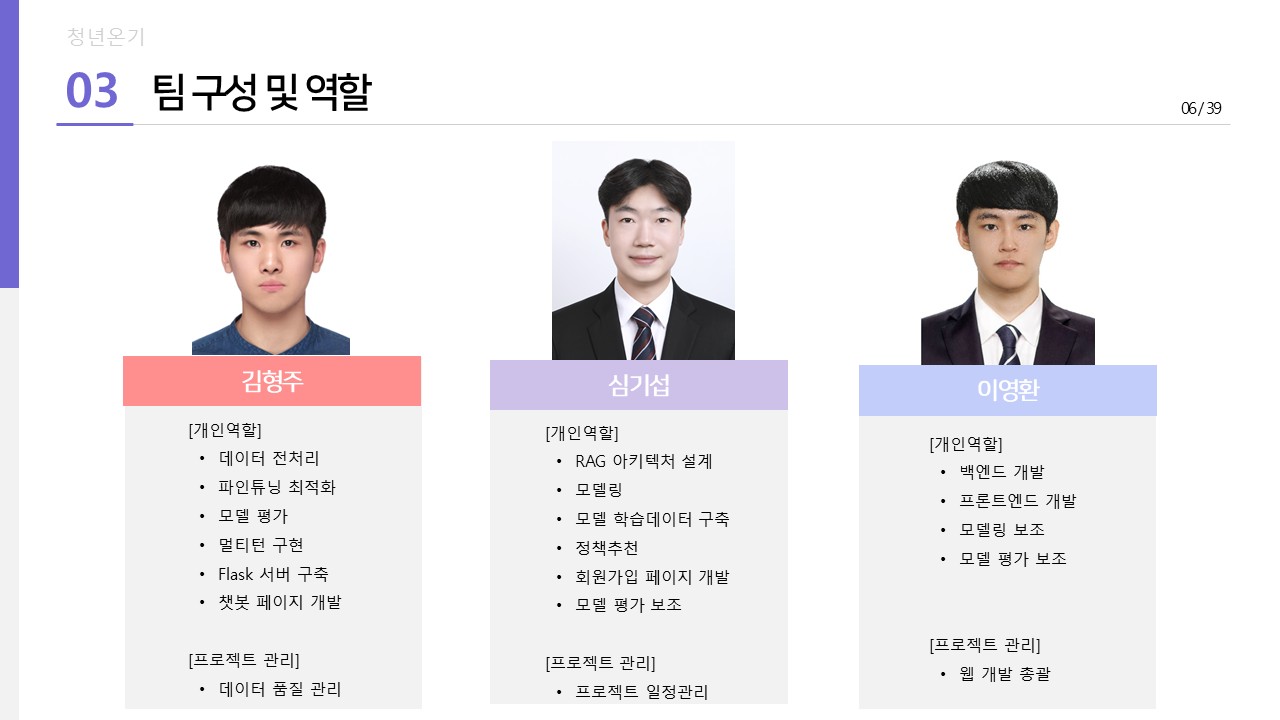 청년온기
03 팀 구성 및 역할
06 / 39
김형주
[개인역할]
• 데이터 전처리
• 파인튜닝 최적화
• 모델 평가
• 멀티턴 구현
• Flask 서버 구축
• 챗봇 페이지 개발
[프로젝트 관리]
• 데이터 품질 관리
심기섭
[개인역할]
• RAG 아키텍처 설계
• 모델링
• 모델 학습데이터 구축
• 정책추천
• 회원가입 페이지 개발
• 모델 평가 보조
[프로젝트 관리]
• 프로젝트 일정관리
이영환
[개인역할]
• 백엔드 개발
• 프론트엔드 개발
• 모델링 보조
• 모델 평가 보조
[프로젝트 관리]
• 웹 개발 총괄